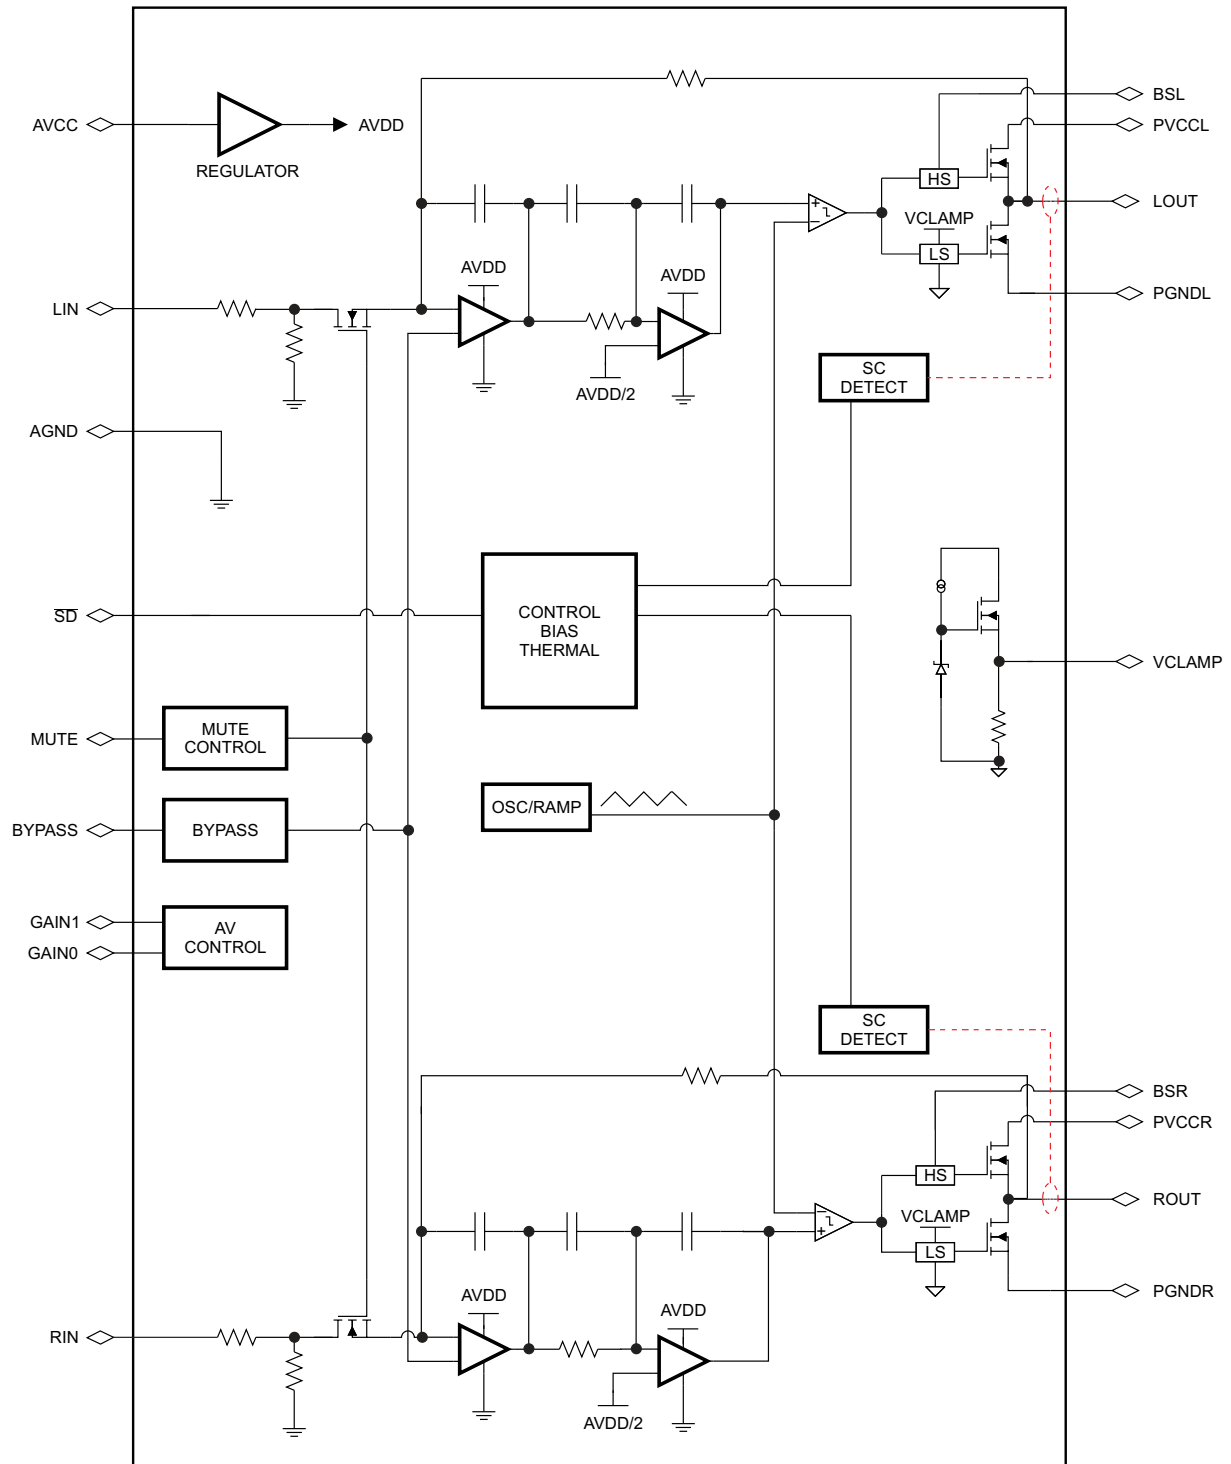 BSL
AVCC
AVDD
PVCCL
REGULATOR
HS
LOUT
+
−
VCLAMP
LS
AVDD
AVDD
LIN
PGNDL
SC
DETECT
AVDD/2
AGND
SD
CONTROL
BIAS
THERMAL
VCLAMP
MUTE
MUTE
CONTROL
OSC/RAMP
BYPASS
BYPASS
GAIN1
GAIN0
AV
CONTROL
SC
DETECT
BSR
PVCCR
HS
ROUT
−
+
VCLAMP
LS
AVDD
AVDD
PGNDR
RIN
AVDD/2